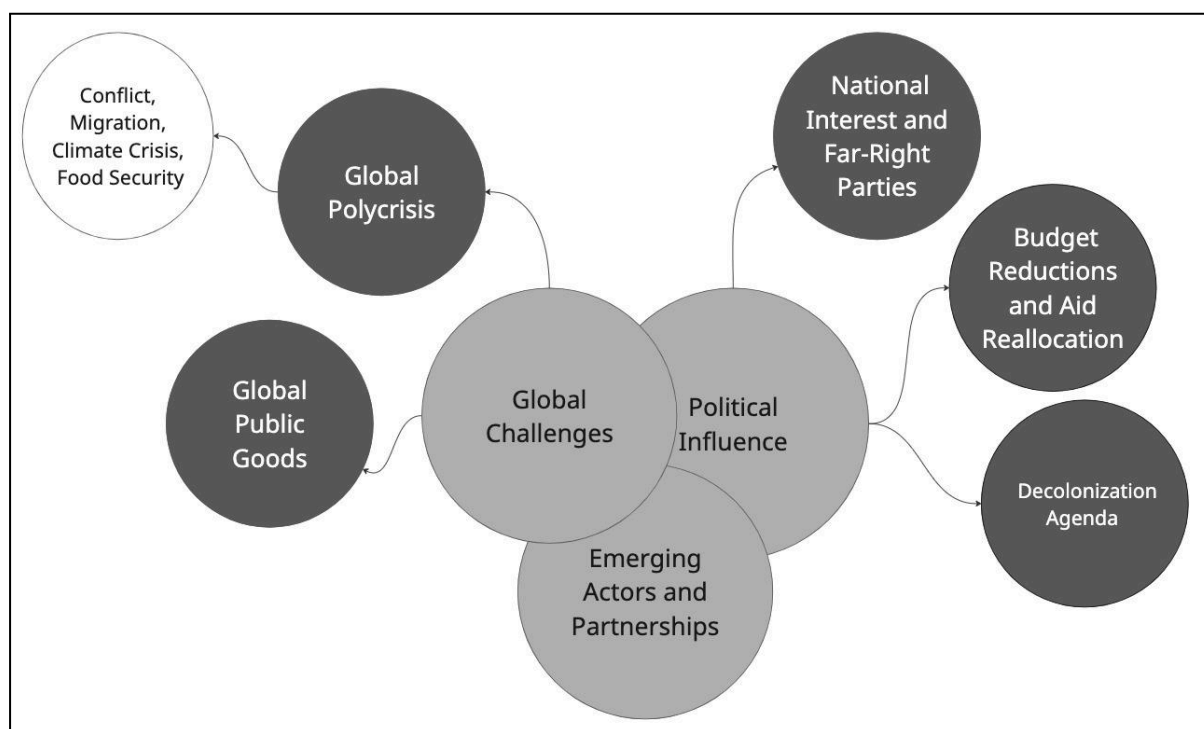 Conflict,
Migration,
Climate Crisis,
Food Security
Global
Polycrisis
National
Interest and
Far-Right
Parties
Budget
Reductions
and Aid
Reallocation
Global
Public
Goods
Global
Challenges
Political
Influence
Decolonization
Agenda
Emerging
Actors and
Partnerships